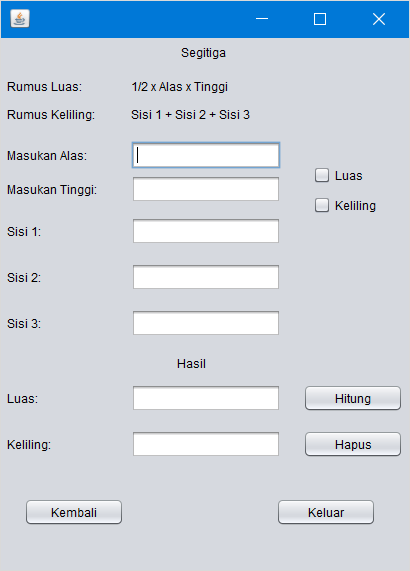 Segitiga
Rumus Luas: 1/2 x Alas x Tinggi
Rumus Keliling: Sisi 1 + Sisi 2 + Sisi 3
Masukan Alas:
Luas
Masukan Tinggi:
Keliling
Sisi 1:
Sisi 2:
Sisi 3:
Hasil
Luas: Hitung
Keliling: Hapus
Kembali Keluar